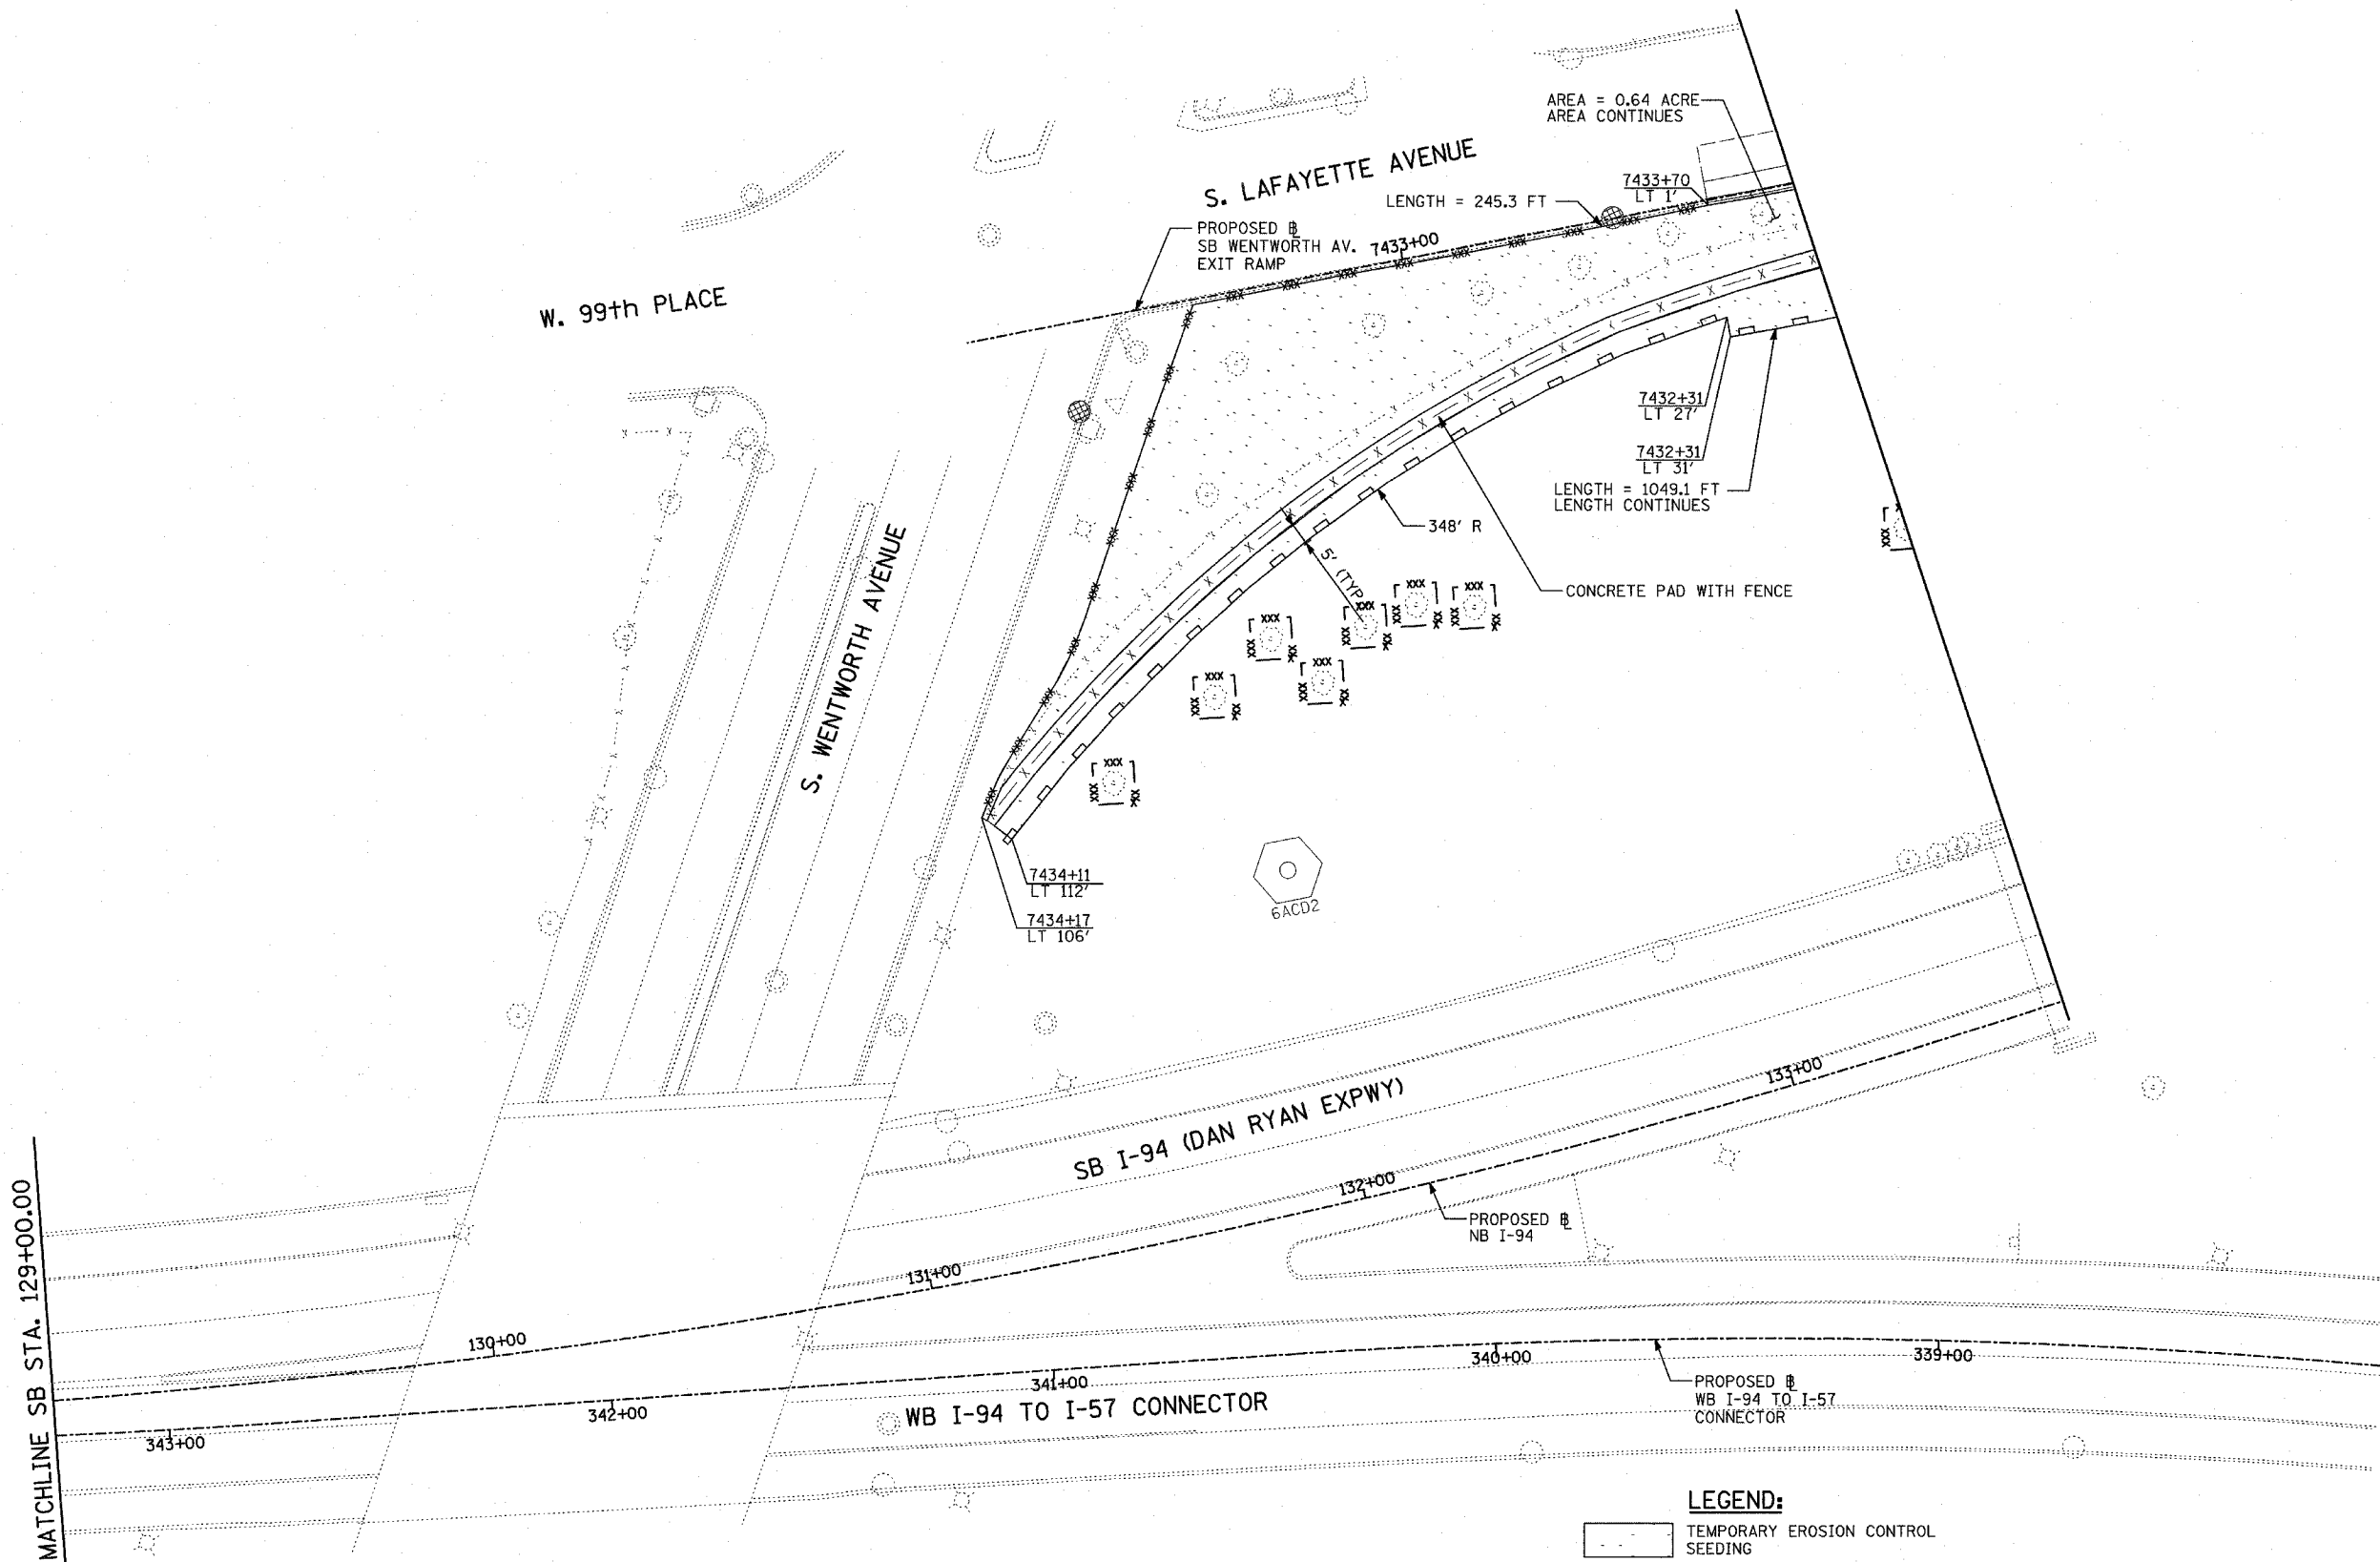 AREA = 0.64 ACRE
AREA CONTINUES
S. LAFAYETTE AVENUE
7433+70
LT 1'
LENGTH = 245.3 FT
PROPOSED ℄
SB WENTWORTH AV.
EXIT RAMP
7433+00
W. 99th PLACE
7432+31
LT 27'
7432+31
LT 31'
LENGTH = 1049.1 FT
LENGTH CONTINUES
348' R
5' (TYP.)
CONCRETE PAD WITH FENCE
S. WENTWORTH AVENUE
7434+11
LT 112'
7434+17
LT 106'
6ACD2
SB I-94 (DAN RYAN EXPWY)
133+00
132+00
PROPOSED ℄
NB I-94
131+00
130+00
MATCHLINE SB STA. 129+00.00
343+00
342+00
341+00
340+00
339+00
WB I-94 TO I-57 CONNECTOR
PROPOSED ℄
WB I-94 TO I-57
CONNECTOR
LEGEND:
TEMPORARY EROSION CONTROL
SEEDING